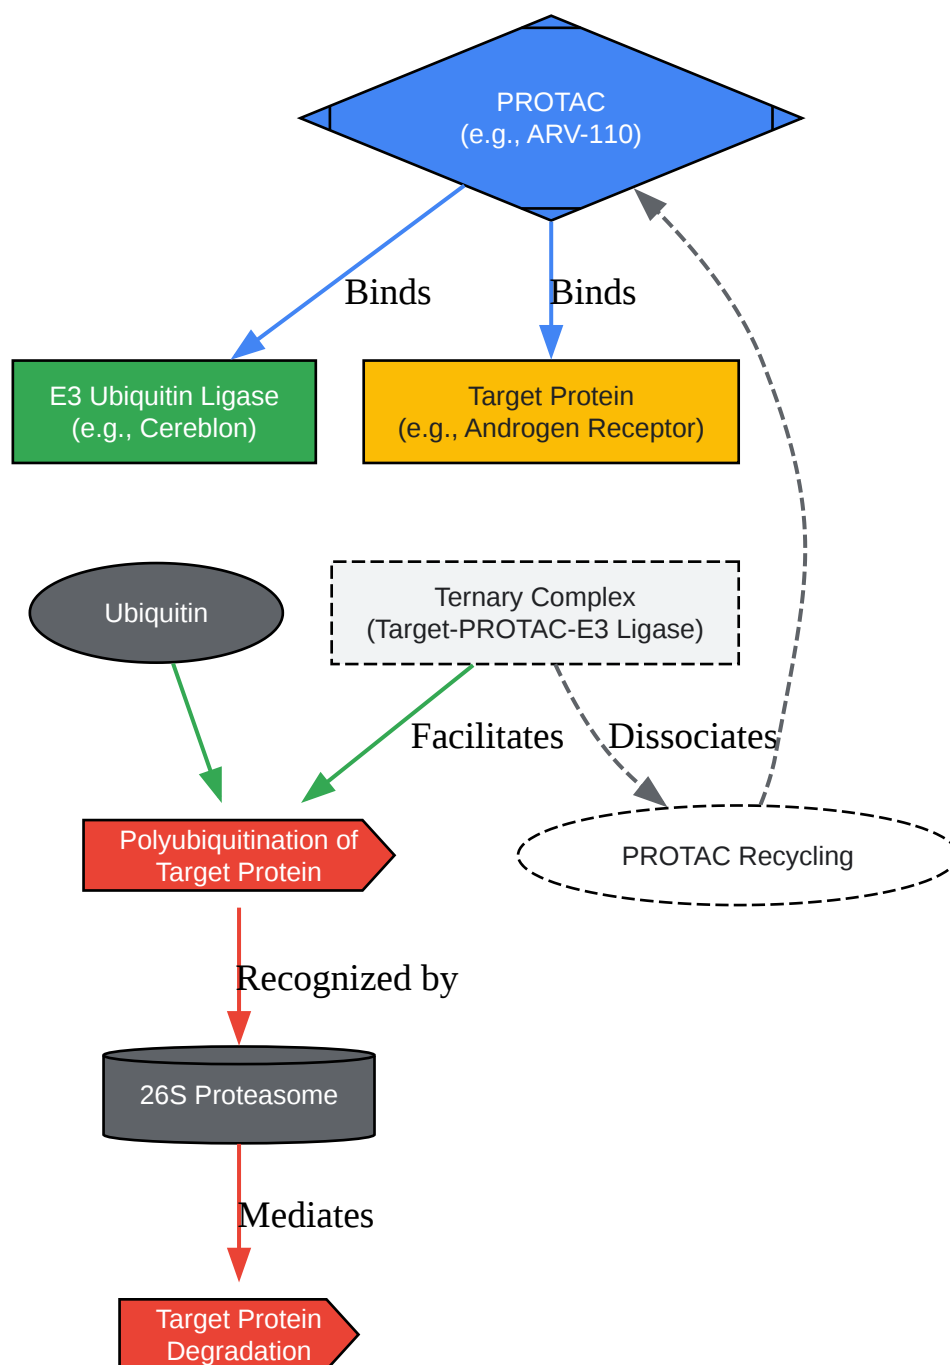 PROTAC
(e.g., ARV-110)
Binds
Binds
E3 Ubiquitin Ligase
(e.g., Cereblon)
Target Protein
(e.g., Androgen Receptor)
Ubiquitin
Ternary Complex
(Target-PROTAC-E3 Ligase)
Facilitates
Dissociates
Polyubiquitination of
Target Protein
PROTAC Recycling
Recognized by
26S Proteasome
Mediates
Target Protein
Degradation